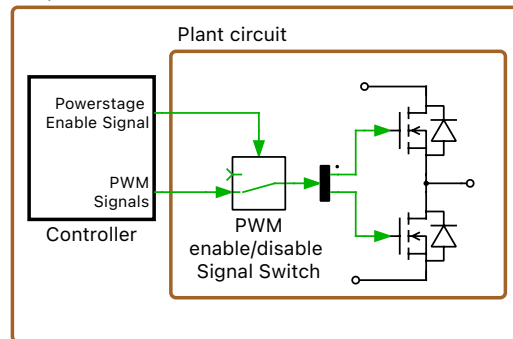 Plant circuit
Powerstage
Enable Signal
PWM
Signals
Controller
PWM
enable/disable
Signal Switch